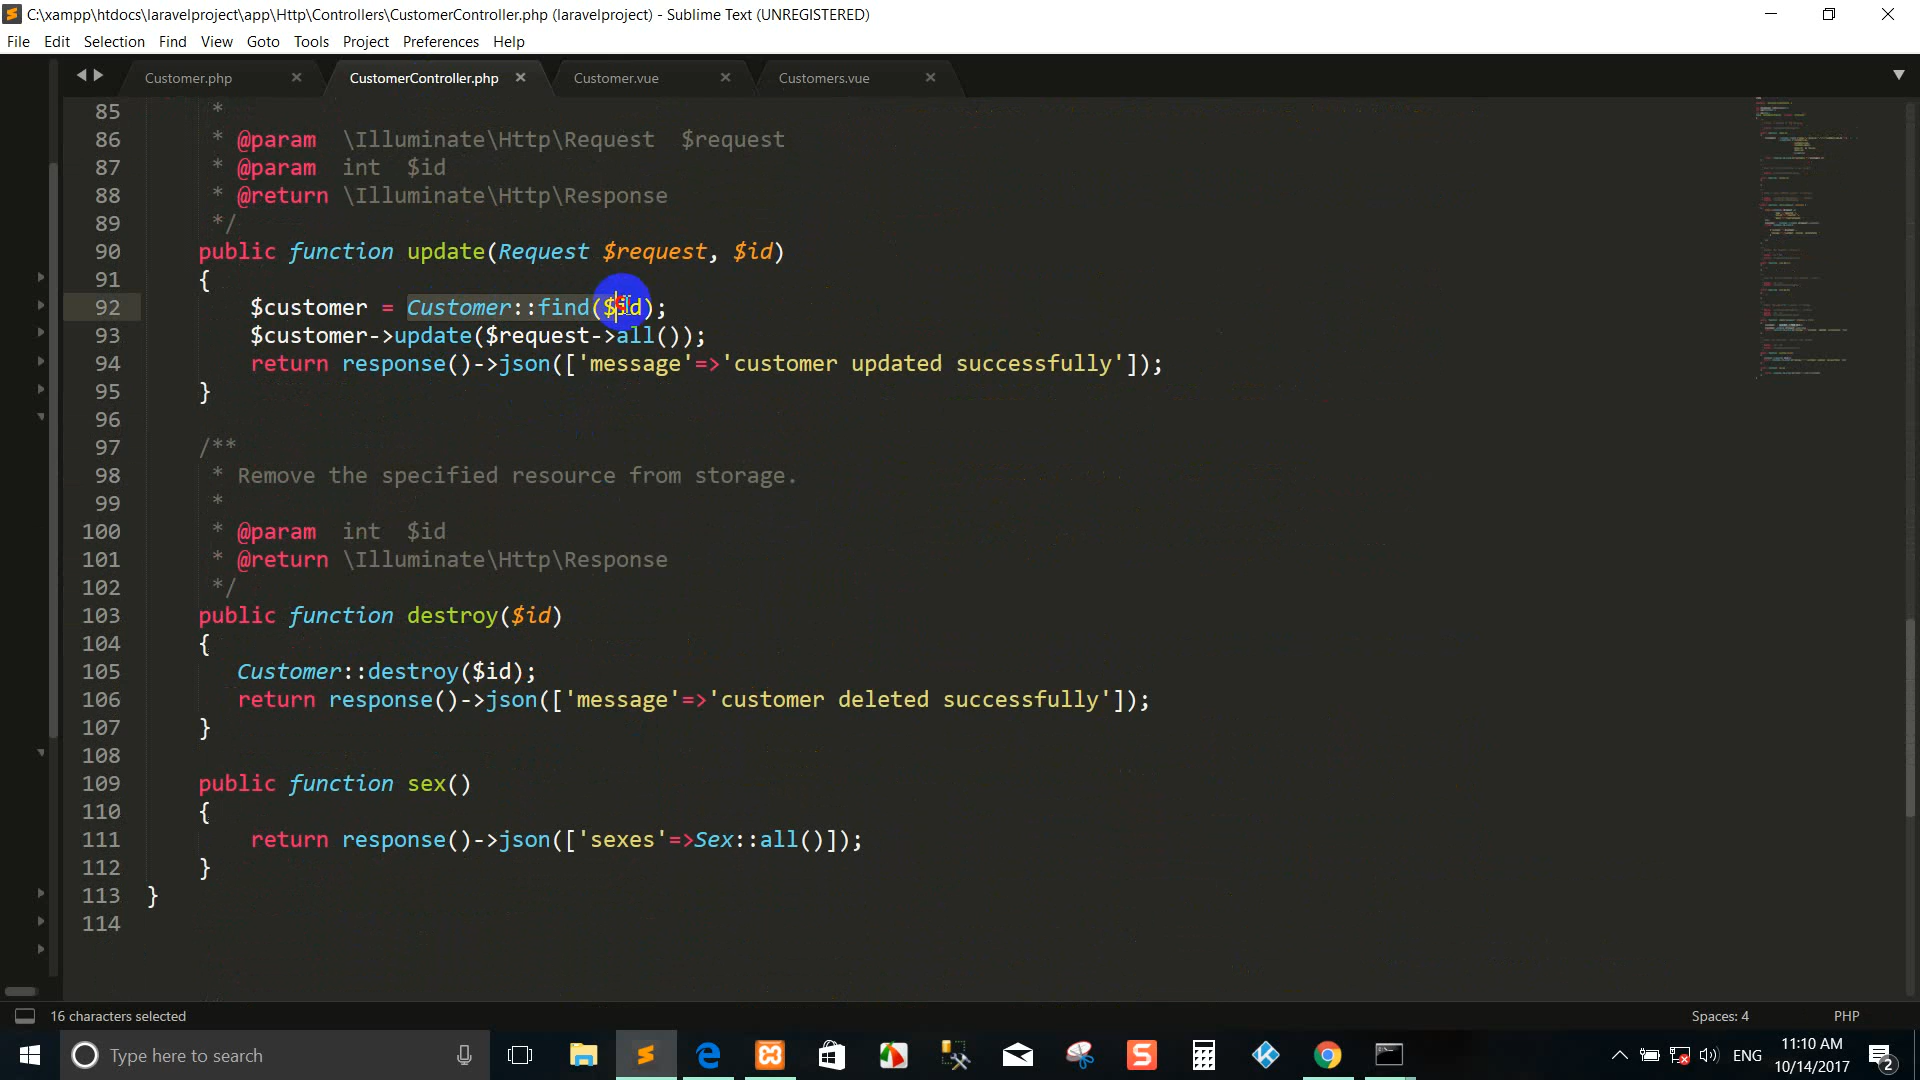 C:\xampp\htdocs\laravelproject\app\Http\Controllers\CustomerController.php (laravelproject) - Sublime Text (UNREGISTERED)
File Edit Selection Find View Goto Tools Project Preferences Help
Customer.php CustomerController.php Customer.vue Customers.vue
85 *
86 * @param \Illuminate\Http\Request $request
87 * @param int $id
88 * @return \Illuminate\Http\Response
89 */
90 public function update(Request $request, $id)
91 {
92 $customer = Customer::find($id);
93 $customer->update($request->all());
94 return response()->json(['message'=>'customer updated successfully']);
95 }
96
97 /**
98 * Remove the specified resource from storage.
99 *
100 * @param int $id
101 * @return \Illuminate\Http\Response
102 */
103 public function destroy($id)
104 {
105 Customer::destroy($id);
106 return response()->json(['message'=>'customer deleted successfully']);
107 }
108
109 public function sex()
110 {
111 return response()->json(['sexes'=>Sex::all()]);
112 }
113 }
114
16 characters selected Spaces: 4 PHP
Type here to search ENG 11:10 AM
10/14/2017 2